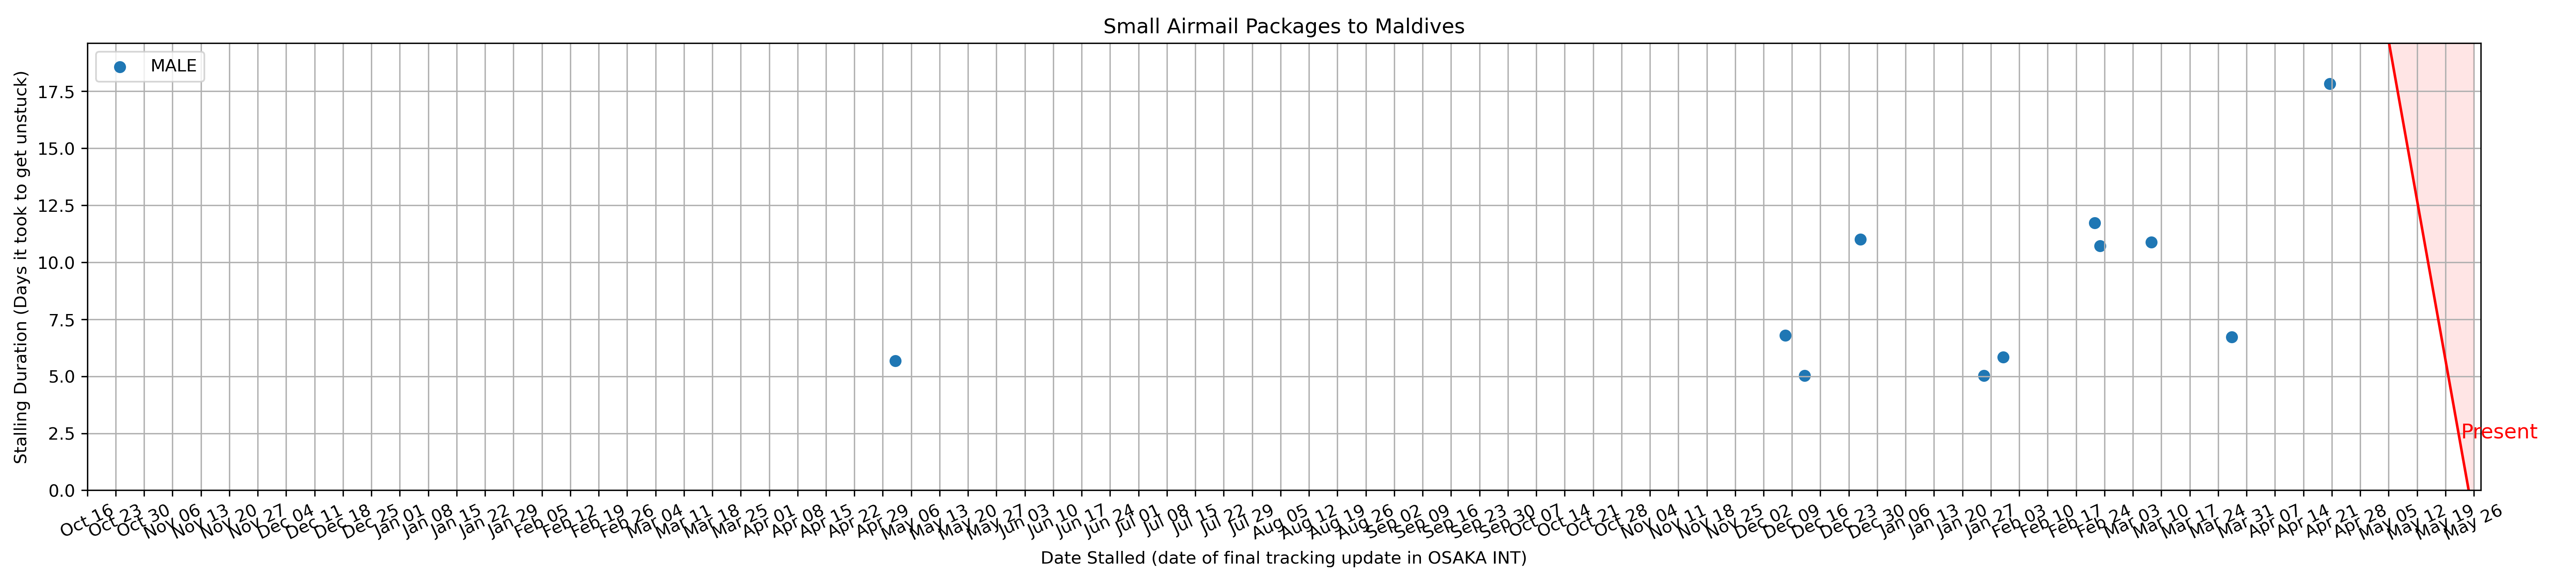 Small Airmail Packages to Maldives
MALE
Stalling Duration (Days it took to get unstuck)
17.5
15.0
12.5
10.0
7.5
5.0
2.5
0.0
Present
Oct 16 Oct 23 Oct 30 Nov 06 Nov 13 Nov 20 Nov 27 Dec 04 Dec 11 Dec 18 Dec 25 Jan 01 Jan 08 Jan 15 Jan 22 Jan 29 Feb 05 Feb 12 Feb 19 Feb 26 Mar 04 Mar 11 Mar 18 Mar 25 Apr 01 Apr 08 Apr 15 Apr 22 Apr 29 May 06 May 13 May 20 May 27 Jun 03 Jun 10 Jun 17 Jun 24 Jul 01 Jul 08 Jul 15 Jul 22 Jul 29 Aug 05 Aug 12 Aug 19 Aug 26 Sep 02 Sep 09 Sep 16 Sep 23 Sep 30 Oct 07 Oct 14 Oct 21 Oct 28 Nov 04 Nov 11 Nov 18 Nov 25 Dec 02 Dec 09 Dec 16 Dec 23 Dec 30 Jan 06 Jan 13 Jan 20 Jan 27 Feb 03 Feb 10 Feb 17 Feb 24 Mar 03 Mar 10 Mar 17 Mar 24 Mar 31 Apr 07 Apr 14 Apr 21 Apr 28 May 05 May 12 May 19 May 26
Date Stalled (date of final tracking update in OSAKA INT)